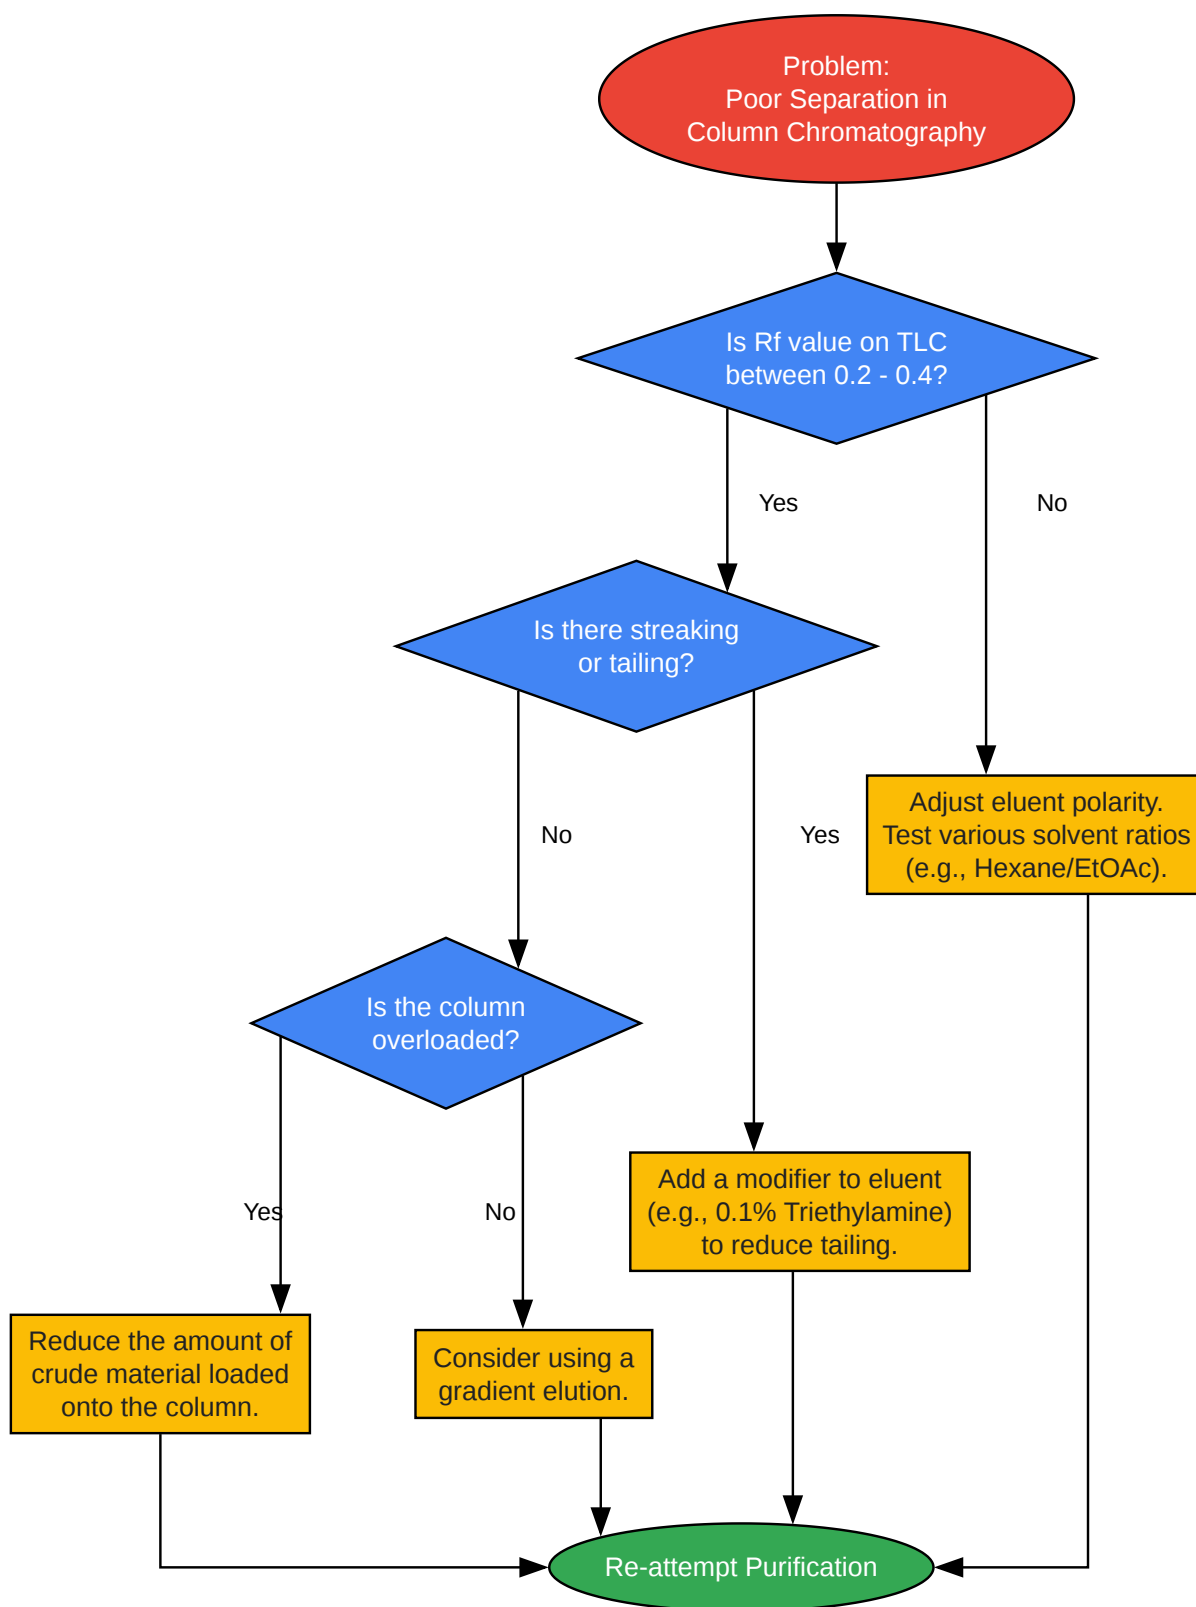 Problem:
Poor Separation in
Column Chromatography
Is Rf value on TLC
between 0.2 - 0.4?
Yes
No
Is there streaking
or tailing?
Adjust eluent polarity.
Test various solvent ratios
(e.g., Hexane/EtOAc).
No
Yes
Is the column
overloaded?
Add a modifier to eluent
(e.g., 0.1% Triethylamine)
to reduce tailing.
Yes
No
Reduce the amount of
crude material loaded
onto the column.
Consider using a
gradient elution.
Re-attempt Purification